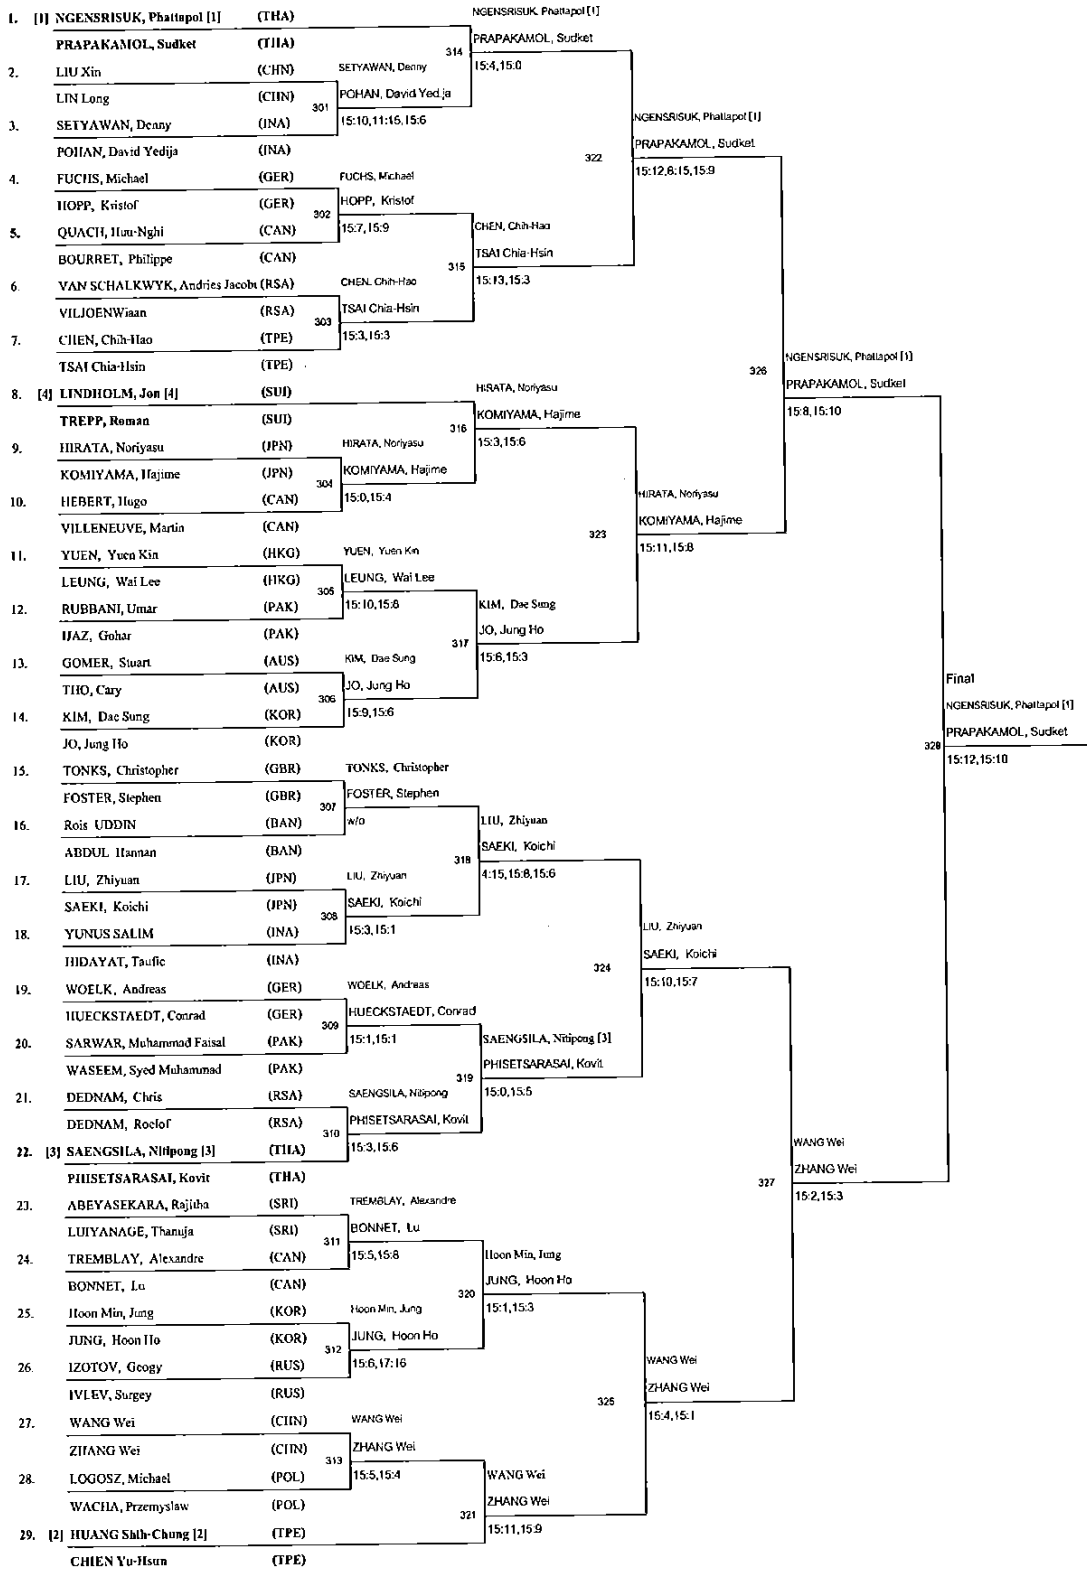 1. [1] NGENSRISUK, Phattapol [1] (THA)
PRAPAKAMOL, Sudket (THA)
2. LIU Xin (CHN)
LIN Long (CHN)
3. SETYAWAN, Denny (INA)
POHAN, David Yedija (INA)
4. FUCHS, Michael (GER)
HOPP, Kristof (GER)
5. QUACH, Huu-Nghi (CAN)
BOURRET, Philippe (CAN)
6. VAN SCHALKWYK, Andries Jacobu (RSA)
VILJOENWiaan (RSA)
7. CHEN, Chih-Hao (TPE)
TSAI Chia-Hsin (TPE)
8. [4] LINDHOLM, Jon [4] (SUI)
TREPP, Roman (SUI)
9. HIRATA, Noriyasu (JPN)
KOMIYAMA, Hajime (JPN)
10. HEBERT, Hugo (CAN)
VILLENEUVE, Martin (CAN)
11. YUEN, Yuen Kin (HKG)
LEUNG, Wai Lee (HKG)
12. RUBBANI, Umar (PAK)
IJAZ, Gohar (PAK)
13. GOMER, Stuart (AUS)
THO, Cary (AUS)
14. KIM, Dae Sung (KOR)
JO, Jung Ho (KOR)
15. TONKS, Christopher (GBR)
FOSTER, Stephen (GBR)
16. Rois UDDIN (BAN)
ABDUL Hannan (BAN)
17. LIU, Zhiyuan (JPN)
SAEKI, Koichi (JPN)
18. YUNUS SALIM (INA)
HIDAYAT, Taufic (INA)
19. WOELK, Andreas (GER)
HUECKSTAEDT, Conrad (GER)
20. SARWAR, Muhammad Faisal (PAK)
WASEEM, Syed Muhammad (PAK)
21. DEDNAM, Chris (RSA)
DEDNAM, Roelof (RSA)
22. [3] SAENGSILA, Nitipong [3] (THA)
PHISETSARASAI, Kovit (THA)
23. ABEYASEKARA, Rajitha (SRI)
LUIYANAGE, Thanuja (SRI)
24. TREMBLAY, Alexandre (CAN)
BONNET, Lu (CAN)
25. Hoon Min, Jung (KOR)
JUNG, Hoon Ho (KOR)
26. IZOTOV, Geogy (RUS)
IVLEV, Surgey (RUS)
27. WANG Wei (CHN)
ZHANG Wei (CHN)
28. LOGOSZ, Michael (POL)
WACHA, Przemyslaw (POL)
29. [2] HUANG Shih-Chung [2] (TPE)
CHIEN Yu-Hsun (TPE)
SETYAWAN, Denny
301 POHAN, David Yedija
15:10,11:15,15:6
FUCHS, Michael
302 HOPP, Kristof
15:7,15:9
CHEN, Chih-Hao
303 TSAI Chia-Hsin
15:3,15:3
HIRATA, Noriyasu
304 KOMIYAMA, Hajime
15:0,15:4
YUEN, Yuen Kin
305 LEUNG, Wai Lee
15:10,15:8
KIM, Dae Sung
306 JO, Jung Ho
15:9,15:6
TONKS, Christopher
307 FOSTER, Stephen
w/o
LIU, Zhiyuan
308 SAEKI, Koichi
15:3,15:1
WOELK, Andreas
309 HUECKSTAEDT, Conrad
15:1,15:1
SAENGSILA, Nitipong
310 PHISETSARASAI, Kovit
15:3,15:6
TREMBLAY, Alexandre
311 BONNET, Lu
15:5,15:8
Hoon Min, Jung
312 JUNG, Hoon Ho
15:6,17:16
WANG Wei
313 ZHANG Wei
15:5,15:4
NGENSRISUK, Phattapol [1]
314 PRAPAKAMOL, Sudket
15:4,15:0
CHEN, Chih-Hao
315 TSAI Chia-Hsin
15:13,15:3
HIRATA, Noriyasu
316 KOMIYAMA, Hajime
15:3,15:6
KIM, Dae Sung
317 JO, Jung Ho
15:6,15:3
LIU, Zhiyuan
318 SAEKI, Koichi
4:15,15:8,15:6
SAENGSILA, Nitipong [3]
319 PHISETSARASAI, Kovit
15:0,15:5
Hoon Min, Jung
320 JUNG, Hoon Ho
15:1,15:3
WANG Wei
321 ZHANG Wei
15:11,15:9
NGENSRISUK, Phattapol [1]
322 PRAPAKAMOL, Sudket
15:12,6:15,15:9
HIRATA, Noriyasu
323 KOMIYAMA, Hajime
15:11,15:8
LIU, Zhiyuan
324 SAEKI, Koichi
15:10,15:7
WANG Wei
325 ZHANG Wei
15:4,15:1
NGENSRISUK, Phattapol [1]
326 PRAPAKAMOL, Sudket
15:8,15:10
WANG Wei
327 ZHANG Wei
15:2,15:3
Final
NGENSRISUK, Phattapol [1]
328 PRAPAKAMOL, Sudket
15:12,15:10